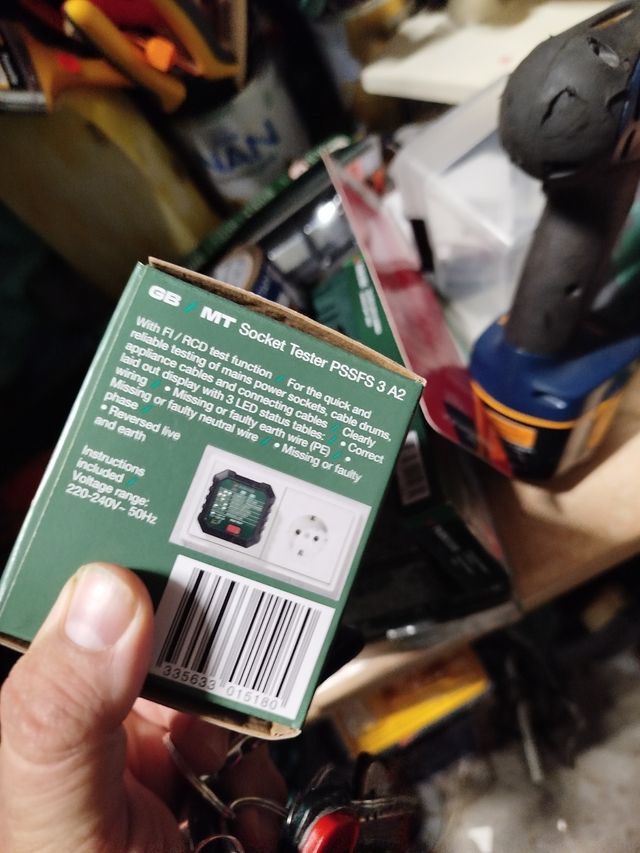 NAN
GB / MT Socket Tester PSSFS 3 A2
With FI / RCD test function / For the quick and
reliable testing of mains power sockets, cable drums,
appliance cables and connecting cables / Clearly
laid out display with 3 LED status tables: / • Correct
wiring / • Missing or faulty earth wire (PE) / •
Missing or faulty neutral wire / • Missing or faulty
phase /
• Reversed live
and earth
Instructions
included /
Voltage range:
220-240V~ 50Hz
335633 015180